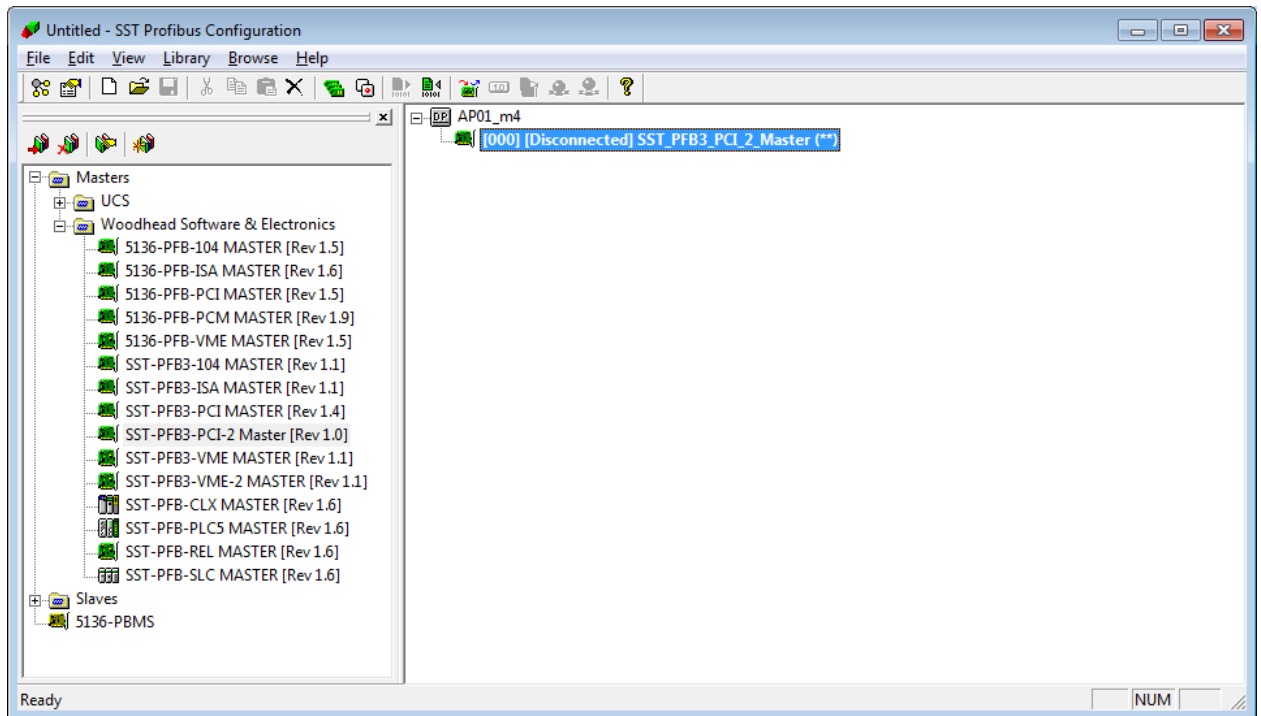 Untitled - SST Profibus Configuration
File Edit View Library Browse Help
AP01_m4
[000] [Disconnected] SST_PFB3_PCI_2_Master (**)
Masters
UCS
Woodhead Software & Electronics
5136-PFB-104 MASTER [Rev 1.5]
5136-PFB-ISA MASTER [Rev 1.6]
5136-PFB-PCI MASTER [Rev 1.5]
5136-PFB-PCM MASTER [Rev 1.9]
5136-PFB-VME MASTER [Rev 1.5]
SST-PFB3-104 MASTER [Rev 1.1]
SST-PFB3-ISA MASTER [Rev 1.1]
SST-PFB3-PCI MASTER [Rev 1.4]
SST-PFB3-PCI-2 Master [Rev 1.0]
SST-PFB3-VME MASTER [Rev 1.1]
SST-PFB3-VME-2 MASTER [Rev 1.1]
SST-PFB-CLX MASTER [Rev 1.6]
SST-PFB-PLC5 MASTER [Rev 1.6]
SST-PFB-REL MASTER [Rev 1.6]
SST-PFB-SLC MASTER [Rev 1.6]
Slaves
5136-PBMS
Ready
NUM